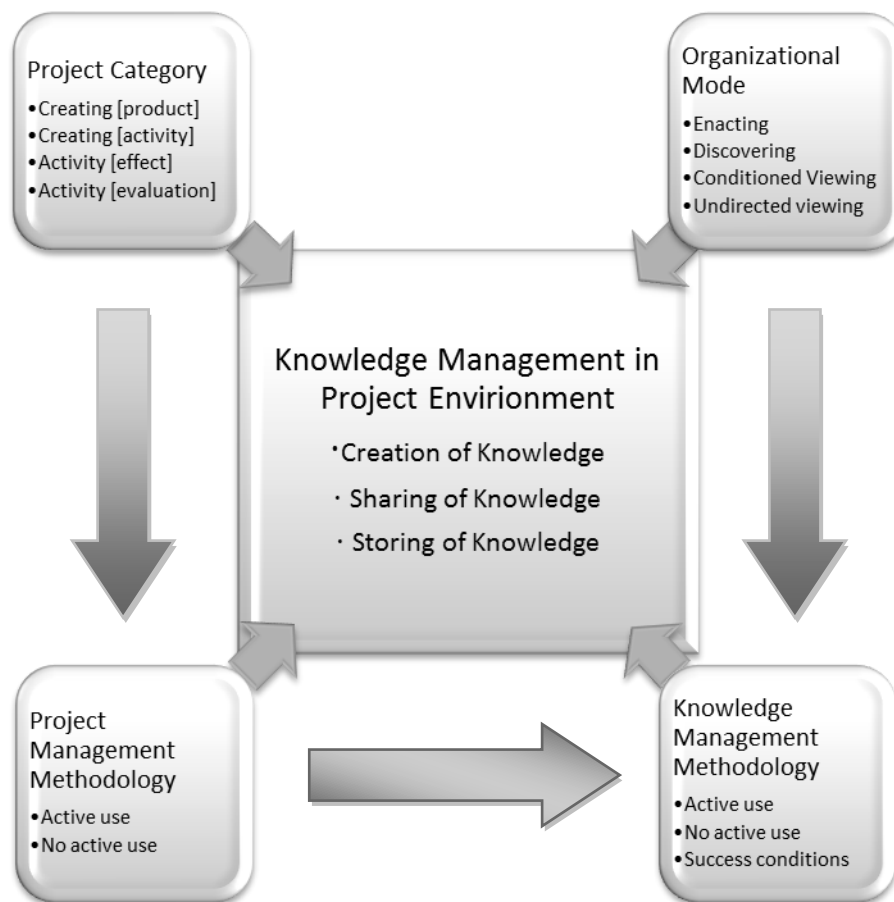 Project Category
•Creating [product]
•Creating [activity]
•Activity [effect]
•Activity [evaluation]
Organizational
Mode
•Enacting
•Discovering
•Conditioned Viewing
•Undirected viewing
Knowledge Management in
Project Envirionment
·Creation of Knowledge
· Sharing of Knowledge
· Storing of Knowledge
Project
Management
Methodology
•Active use
•No active use
Knowledge
Management
Methodology
•Active use
•No active use
•Success conditions